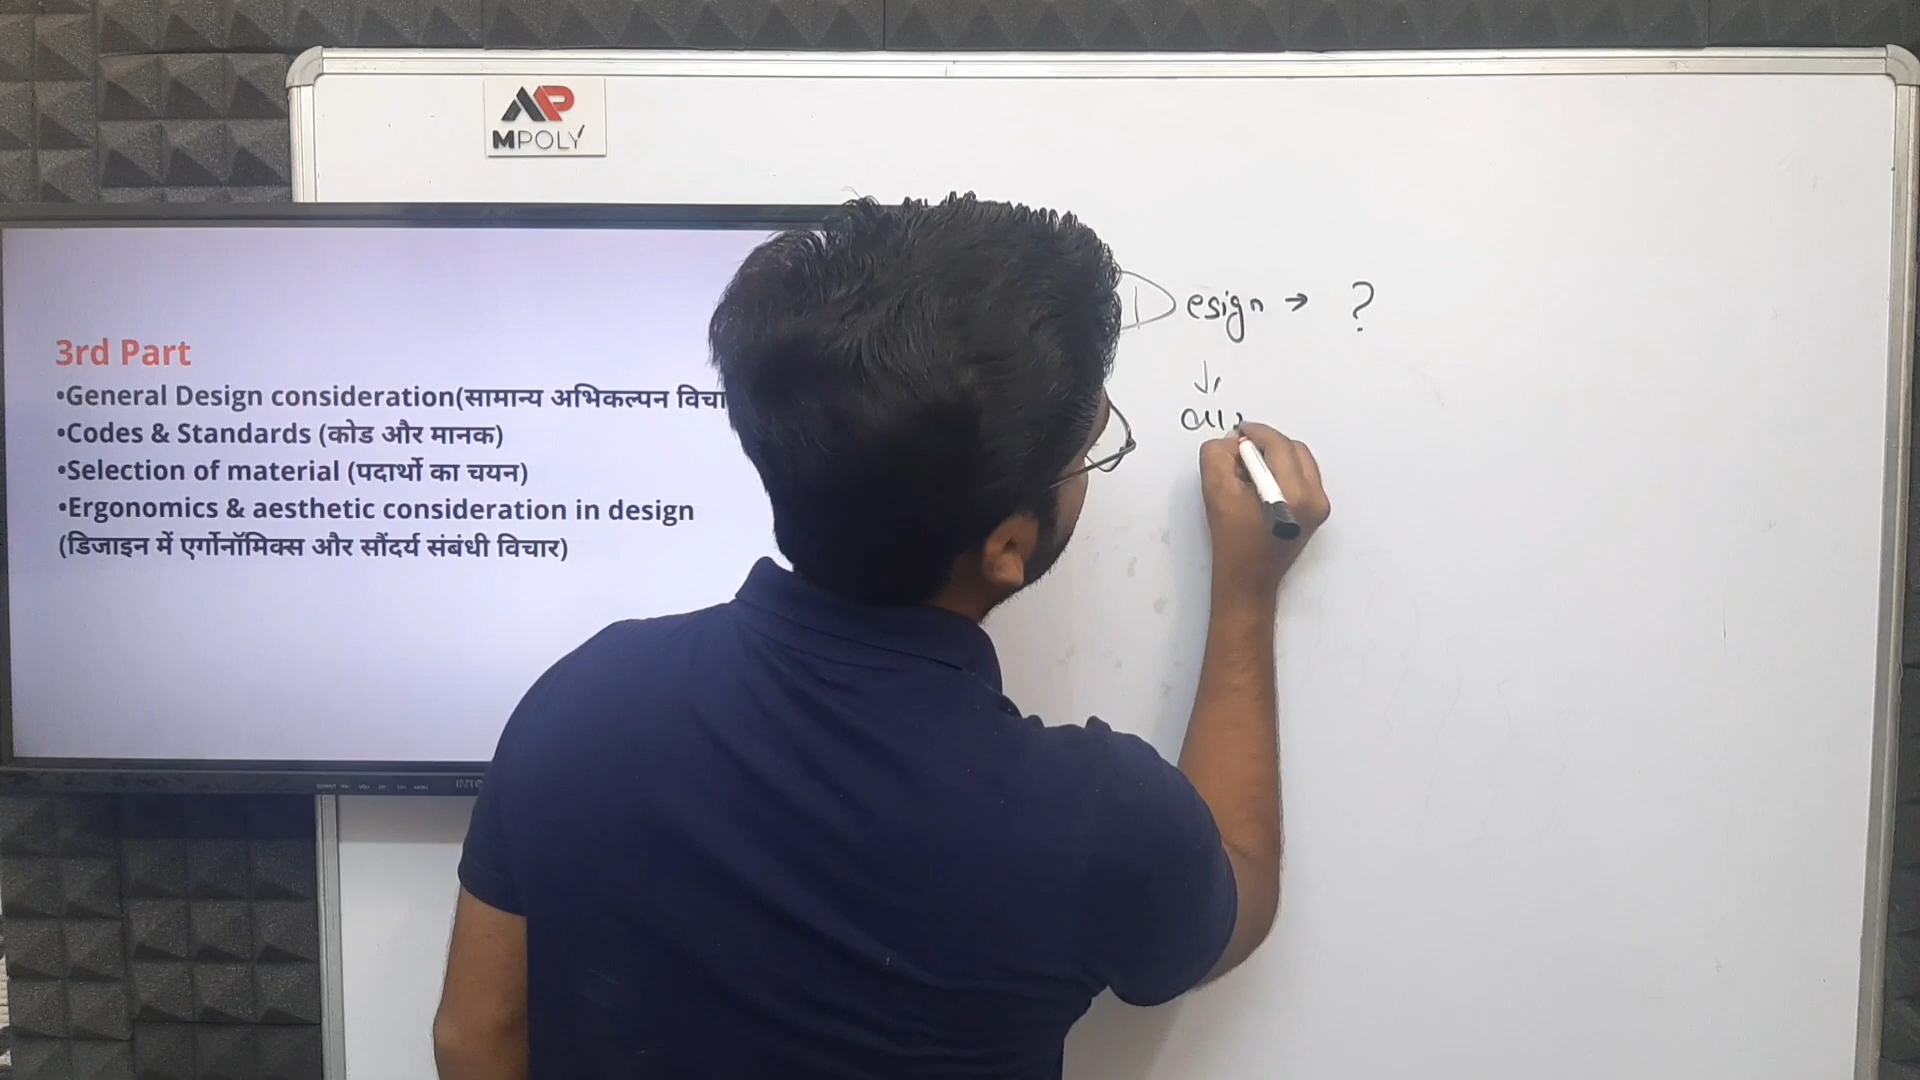 MPOLY
3rd Part
•General Design consideration(सामान्य अभिकल्पन विचा
•Codes & Standards (कोड और मानक)
•Selection of material (पदार्थो का चयन)
•Ergonomics & aesthetic consideration in design
(डिजाइन में एर्गोनॉमिक्स और सौंदर्य संबंधी विचार)
Design → ?